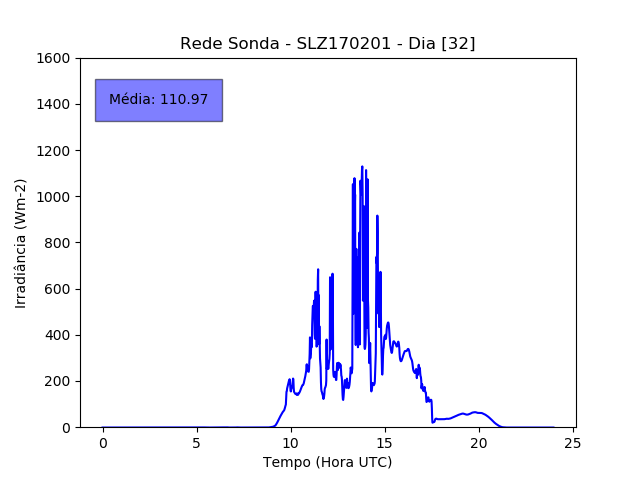 Rede Sonda - SLZ170201 - Dia [32]
1600
1400
1200
1000
800
600
400
200
0
Média: 110.97
Irradiância (Wm-2)
0 5 10 15 20 25
Tempo (Hora UTC)